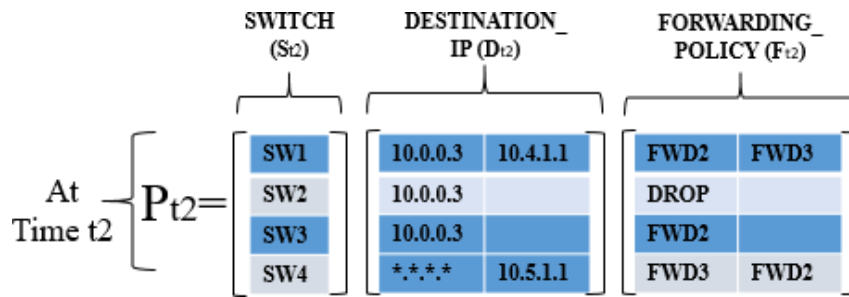 SWITCH DESTINATION_ FORWARDING_
(St2) IP (Dt2) POLICY (Ft2)
SW1 10.0.0.3 10.4.1.1 FWD2 FWD3
At Pt2= SW2 10.0.0.3 DROP
Time t2 SW3 10.0.0.3 FWD2
SW4 *.*.*.* 10.5.1.1 FWD3 FWD2